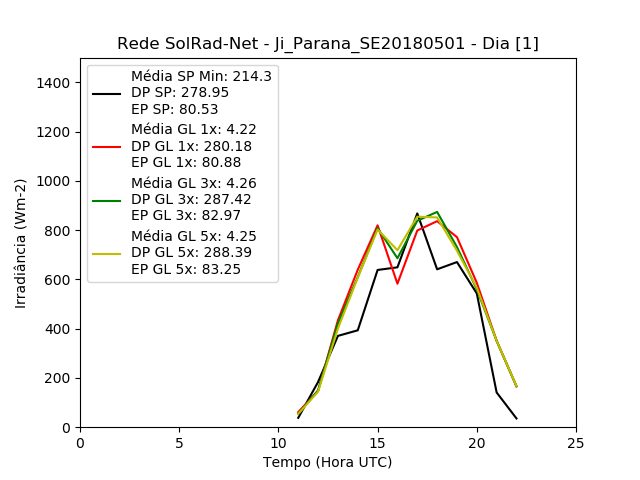 Rede SolRad-Net - Ji_Parana_SE20180501 - Dia [1]
Média SP Min: 214.3
DP SP: 278.95
EP SP: 80.53
Média GL 1x: 4.22
DP GL 1x: 280.18
EP GL 1x: 80.88
Média GL 3x: 4.26
DP GL 3x: 287.42
EP GL 3x: 82.97
Média GL 5x: 4.25
DP GL 5x: 288.39
EP GL 5x: 83.25
Irradiância (Wm-2)
1400
1200
1000
800
600
400
200
0
0 5 10 15 20 25
Tempo (Hora UTC)